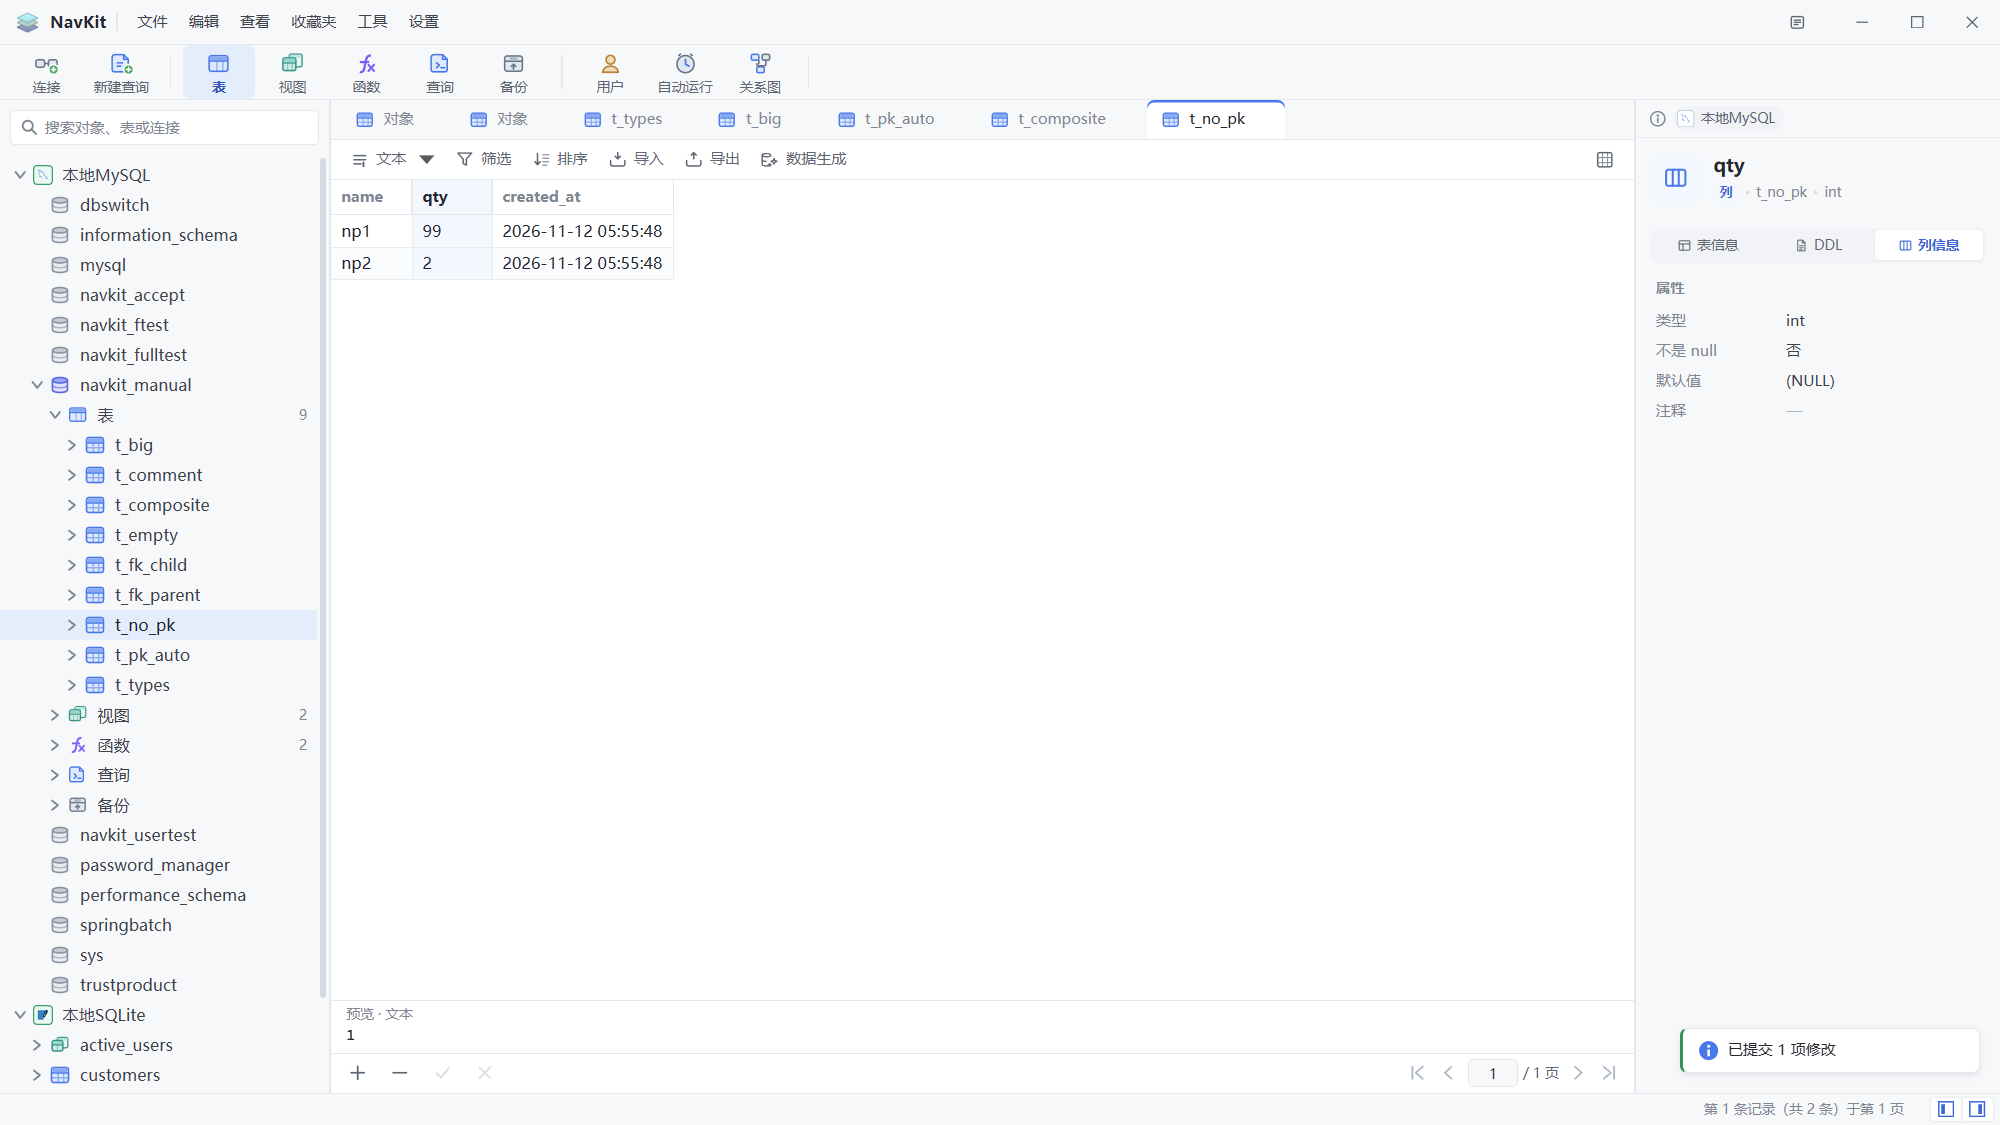 NavKit 文件 编辑 查看 收藏夹 工具 设置
连接 新建查询 表 视图 函数 查询 备份 用户 自动运行 关系图
搜索对象、表或连接
本地MySQL
dbswitch
information_schema
mysql
navkit_accept
navkit_ftest
navkit_fulltest
navkit_manual
表 9
t_big
t_comment
t_composite
t_empty
t_fk_child
t_fk_parent
t_no_pk
t_pk_auto
t_types
视图 2
函数 2
查询
备份
navkit_usertest
password_manager
performance_schema
springbatch
sys
trustproduct
本地SQLite
active_users
customers
对象 对象 t_types t_big t_pk_auto t_composite t_no_pk
文本 筛选 排序 导入 导出 数据生成
name qty created_at
np1 99 2026-11-12 05:55:48
np2 2 2026-11-12 05:55:48
预览 · 文本
1
1 / 1 页
本地MySQL
qty
列 · t_no_pk · int
表信息 DDL 列信息
属性
类型 int
不是 null 否
默认值 (NULL)
注释 —
已提交 1 项修改
第 1 条记录（共 2 条）于第 1 页